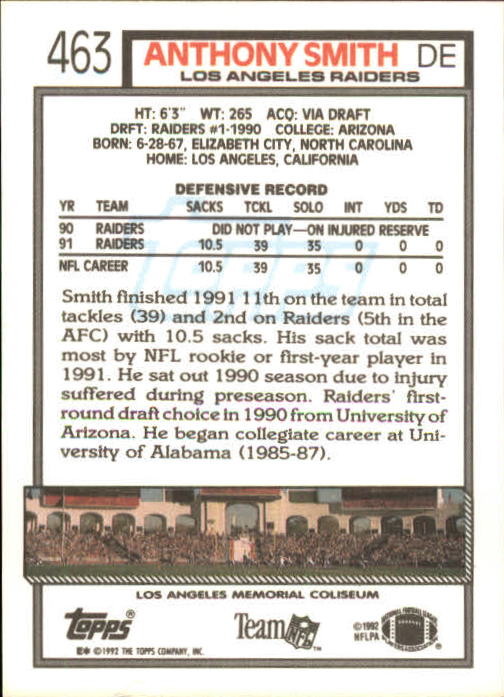 463 ANTHONY SMITH DE
LOS ANGELES RAIDERS
HT: 6'3" WT: 265 ACQ: VIA DRAFT
DRFT: RAIDERS #1-1990 COLLEGE: ARIZONA
BORN: 6-28-67, ELIZABETH CITY, NORTH CAROLINA
HOME: LOS ANGELES, CALIFORNIA
DEFENSIVE RECORD
YR TEAM SACKS TCKL SOLO INT YDS TD
90 RAIDERS DID NOT PLAY—ON INJURED RESERVE
91 RAIDERS 10.5 39 35 0 0 0
NFL CAREER 10.5 39 35 0 0 0
TOPPS
Smith finished 1991 11th on the team in total
tackles (39) and 2nd on Raiders (5th in the
AFC) with 10.5 sacks. His sack total was
most by NFL rookie or first-year player in
1991. He sat out 1990 season due to injury
suffered during preseason. Raiders' first-
round draft choice in 1990 from University of
Arizona. He began collegiate career at Uni-
versity of Alabama (1985-87).
LOS ANGELES MEMORIAL COLISEUM
Topps® Team NFL™ ©1992
NFLPA
E* ©1992 THE TOPPS COMPANY, INC.